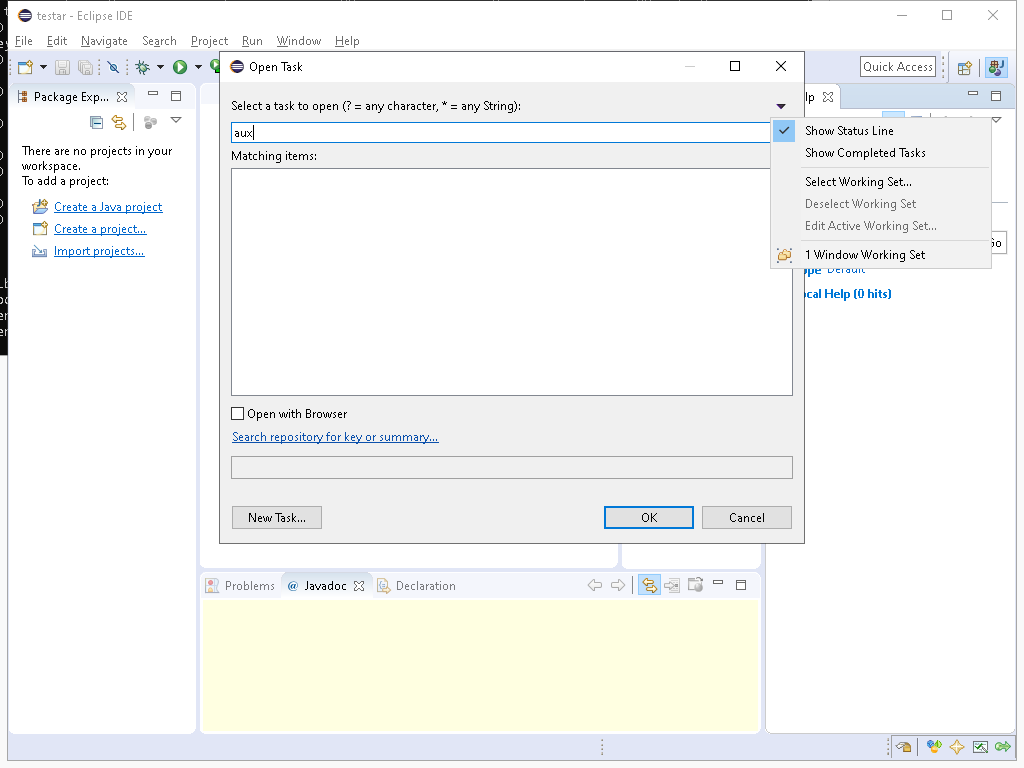 testar - Eclipse IDE
File Edit Navigate Search Project Run Window Help
Quick Access
Package Exp...
There are no projects in your
workspace.
To add a project:
Create a Java project
Create a project...
Import projects...
Open Task
Select a task to open (? = any character, * = any String):
aux
Matching items:
Open with Browser
Search repository for key or summary...
New Task...
OK
Cancel
Show Status Line
Show Completed Tasks
Select Working Set...
Deselect Working Set
Edit Active Working Set...
1 Window Working Set
Default
cal Help (0 hits)
Problems
@ Javadoc
Declaration